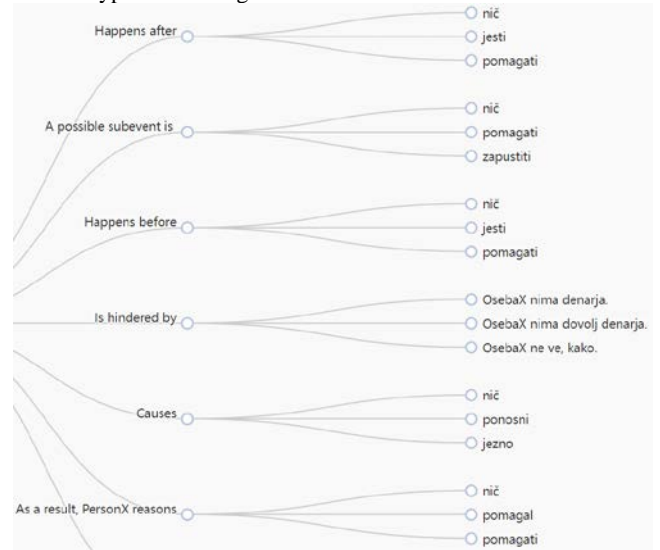 Happens after
nič
jesti
pomagati
A possible subevent is
nič
pomagati
zapustiti
Happens before
nič
jesti
pomagati
Is hindered by
OsebaX nima denarja.
OsebaX nima dovolj denarja.
OsebaX ne ve, kako.
Causes
nič
ponosni
jezno
As a result, PersonX reasons
nič
pomagal
pomagati